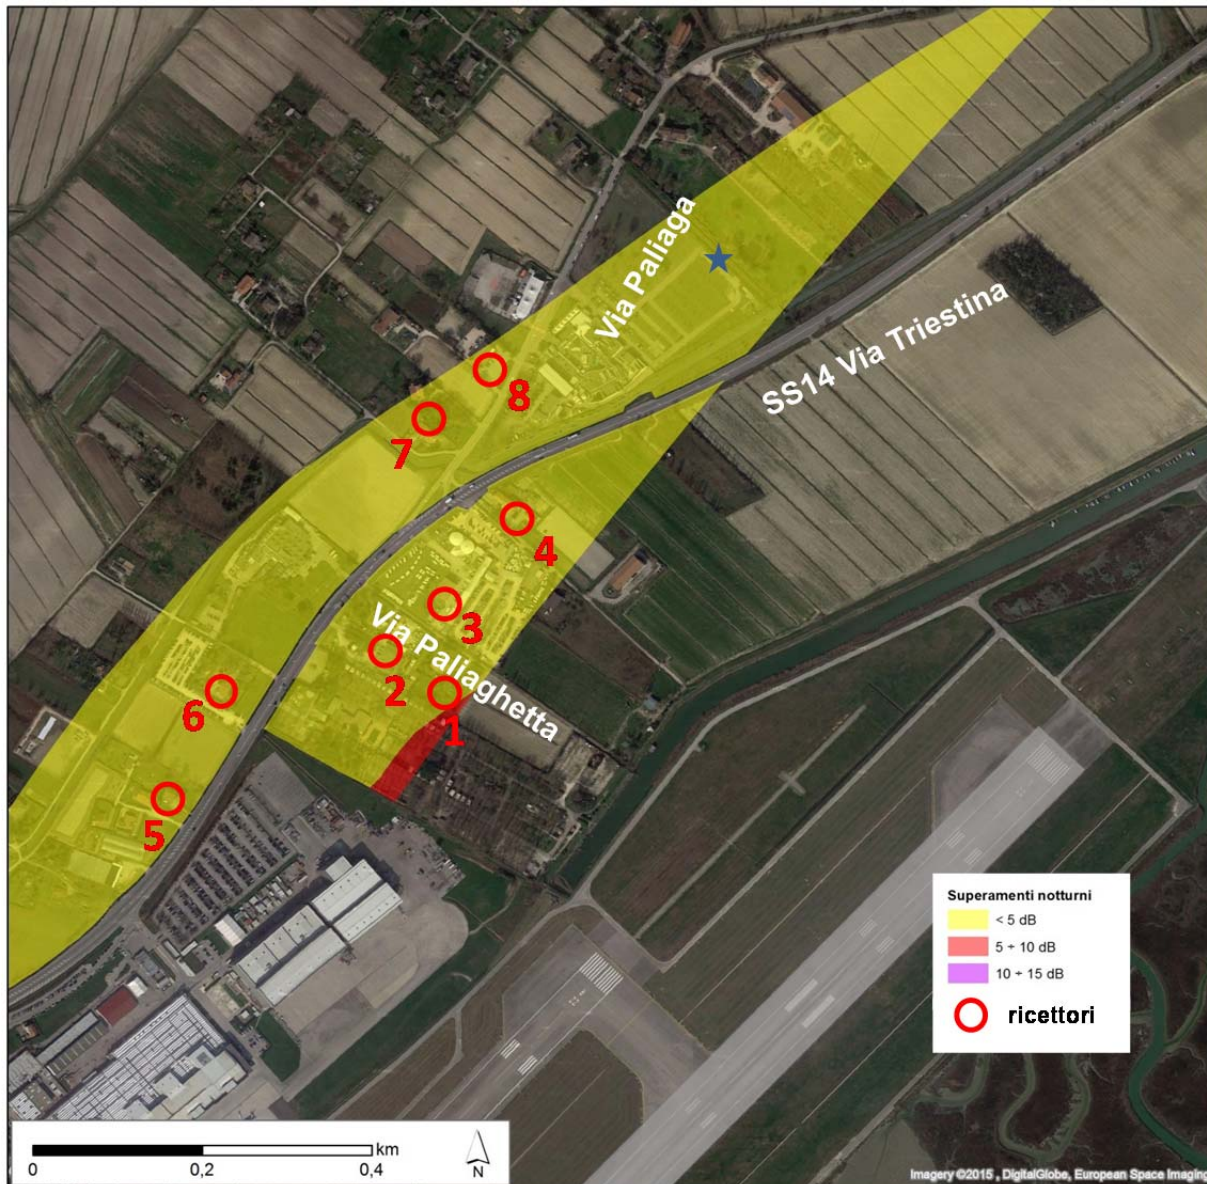 Via Paliaga
SS14 Via Triestina
8
7
4
3
Via Paliaghetta
2
1
6
5
Superamenti notturni
< 5 dB
5 ÷ 10 dB
10 ÷ 15 dB
ricettori
km
0
0,2
0,4
N
Imagery ©2015 , DigitalGlobe, European Space Imaging